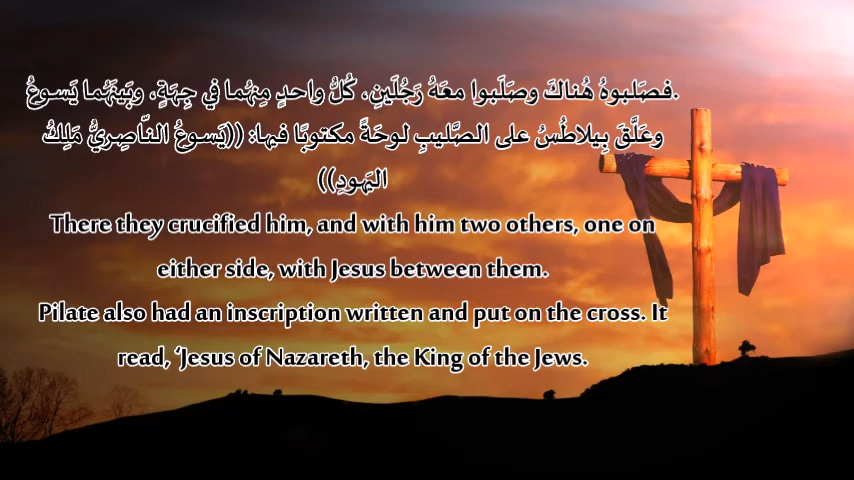 فصَلبوهُ هُناكَ وصَلَبوا معَهُ رَجُلَينِ، كُلُّ واحدٍ مِنهُما في جِهَةٍ، وبَينَهُما يَسوعُ.
وعَلَّقَ بِيلاطُسُ على الصَّليبِ لوحَةً مكتوبًا فيها: ((يَسوعُ النّاصِريُّ مَلِكُ
اليَهودِ))
There they crucified him, and with him two others, one on
either side, with Jesus between them.
Pilate also had an inscription written and put on the cross. It
read, ‘Jesus of Nazareth, the King of the Jews.